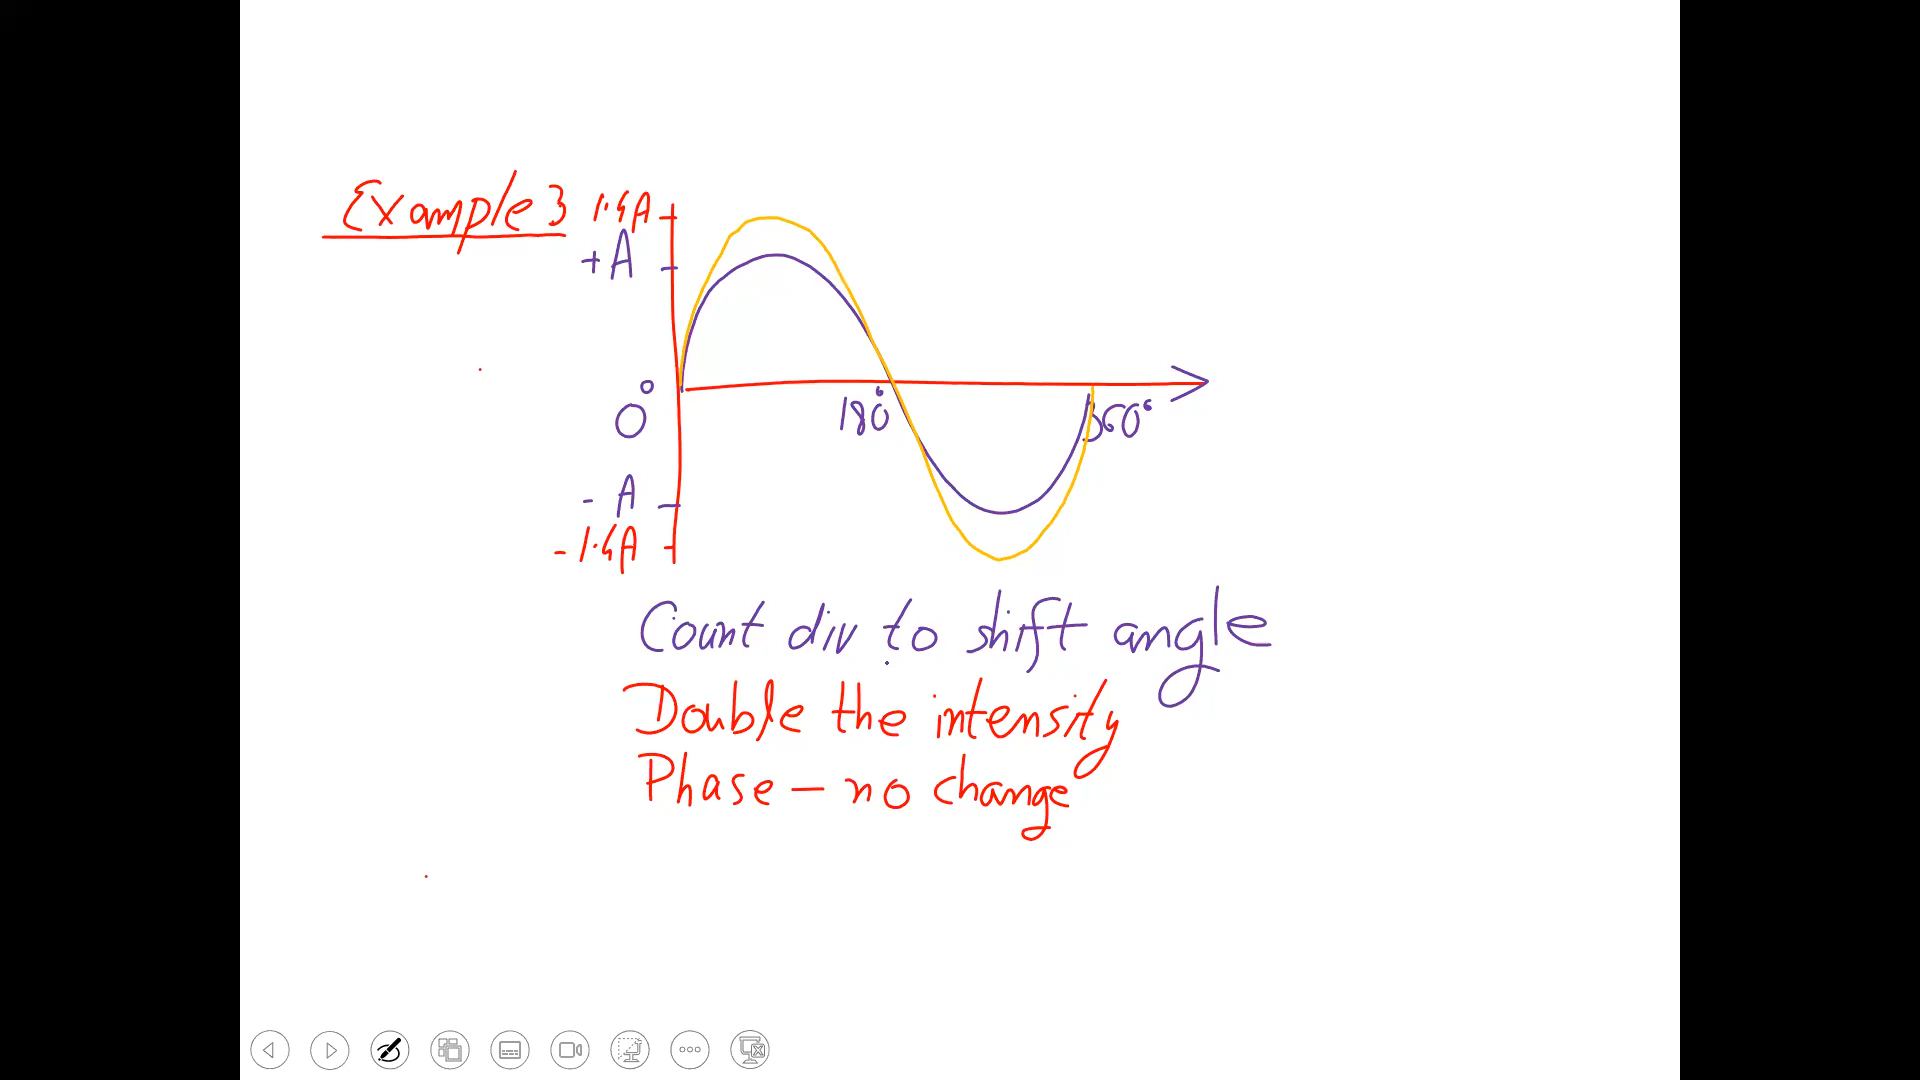 Example 3
1.4A
+A
0°
180°
360°
- A
- 1.4A
Count div to shift angle
Double the intensity
Phase – no change